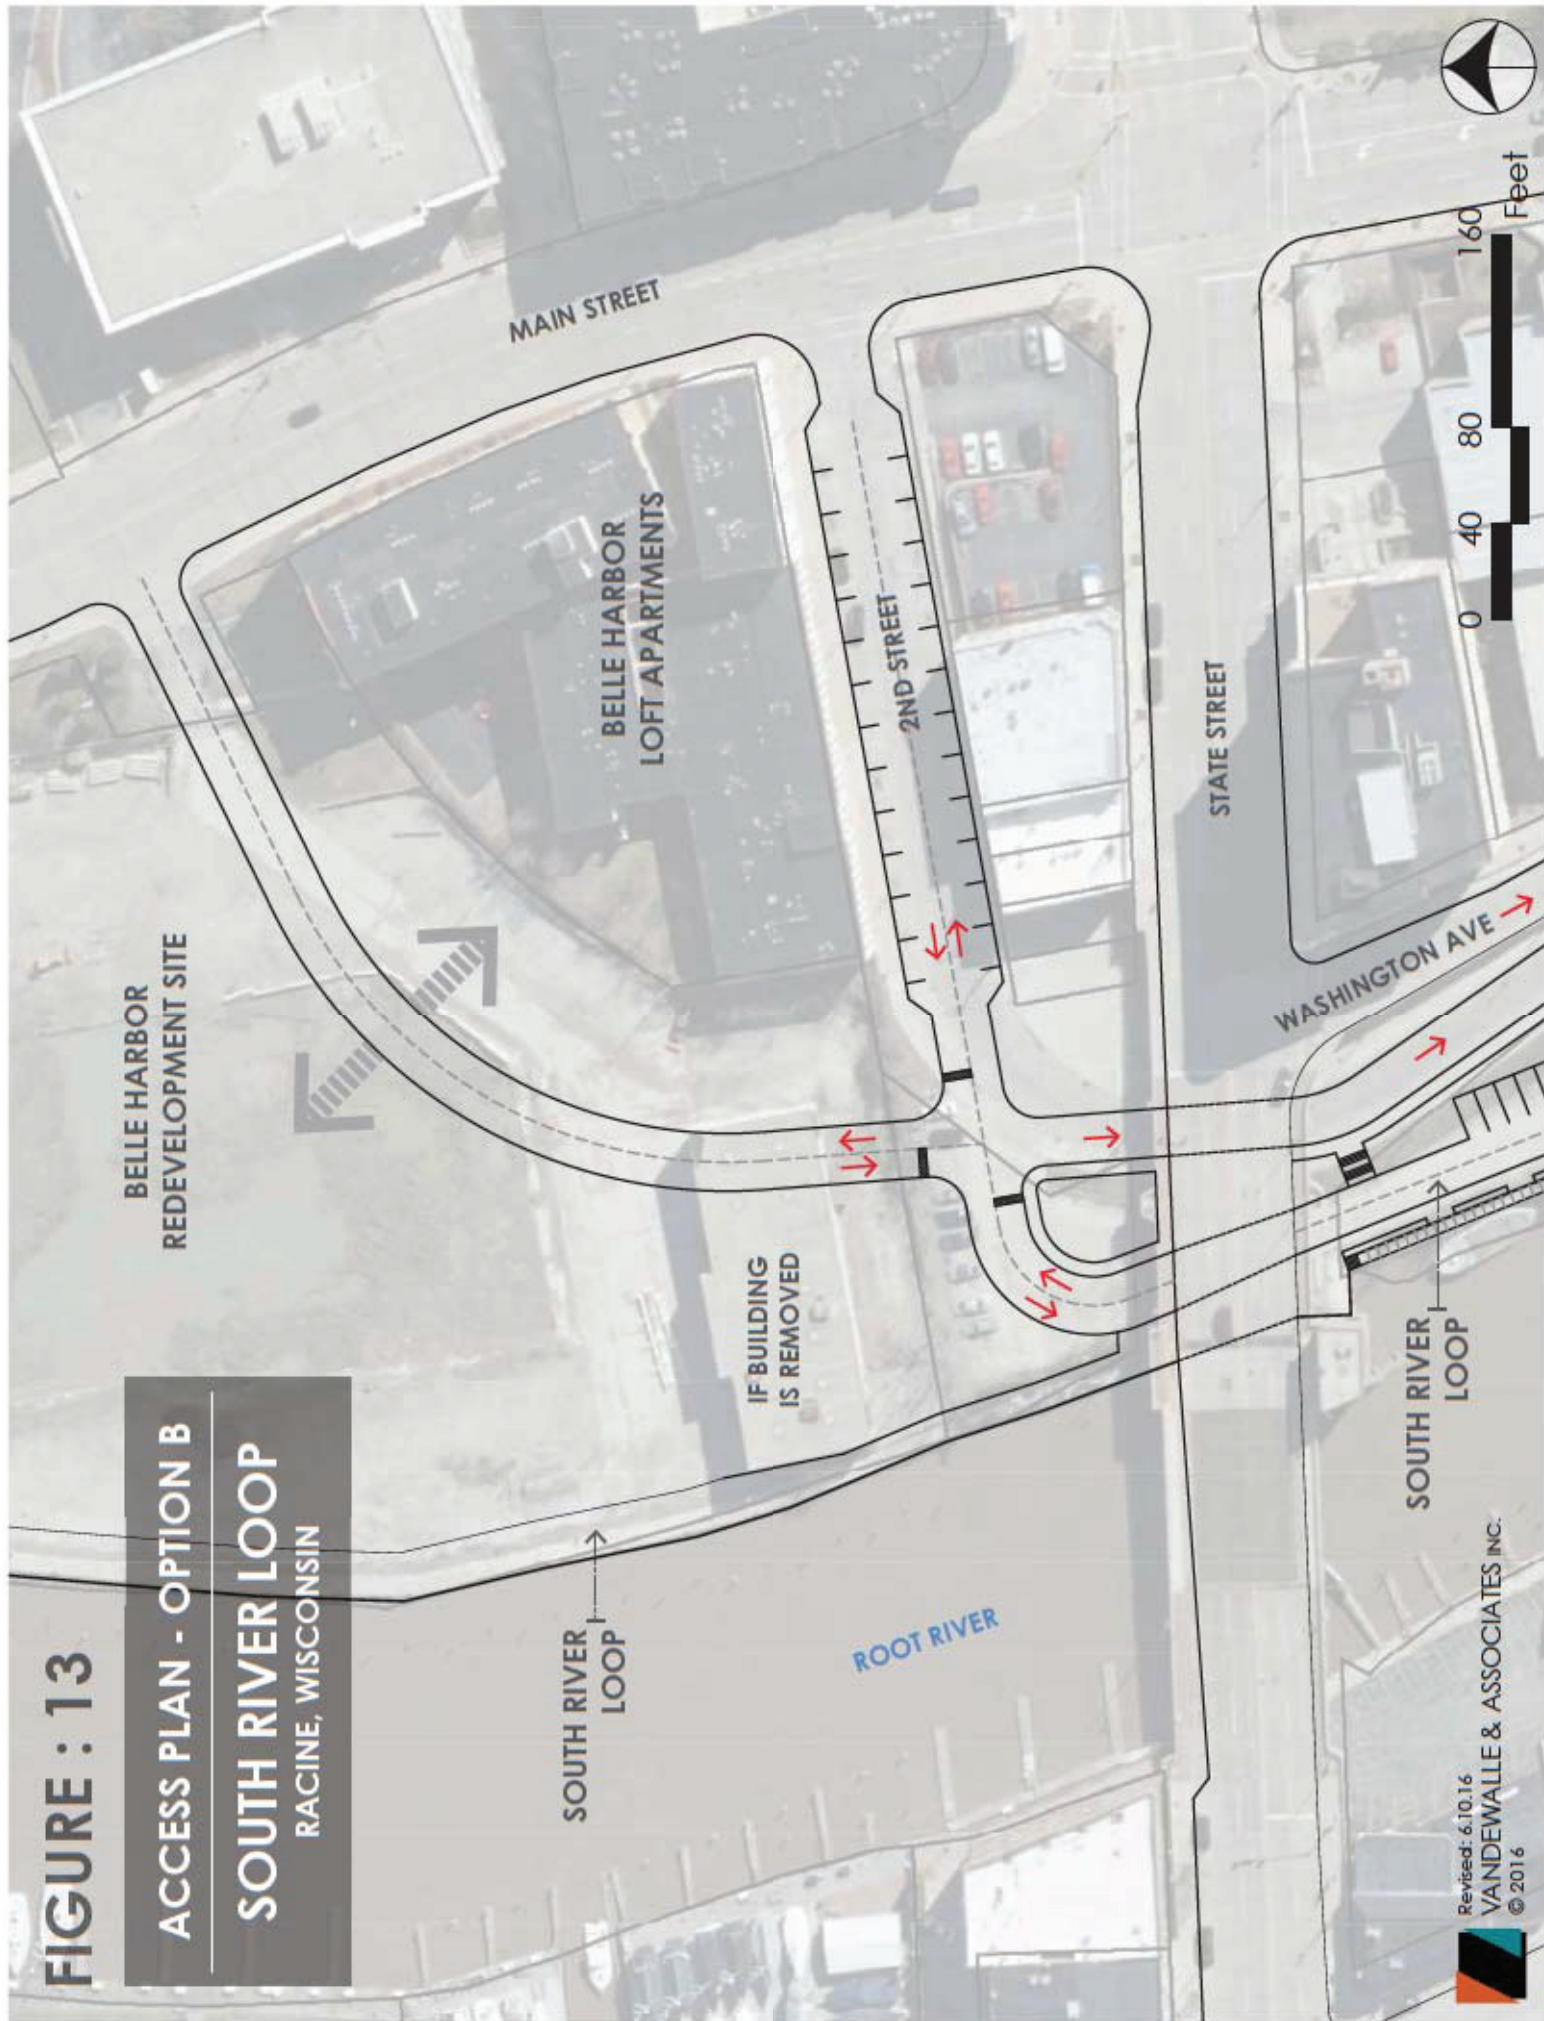 FIGURE : 13
ACCESS PLAN - OPTION B
SOUTH RIVER LOOP
RACINE, WISCONSIN
BELLE HARBOR
REDEVELOPMENT SITE
MAIN STREET
BELLE HARBOR
LOFT APARTMENTS
IF BUILDING
IS REMOVED
SOUTH RIVER
LOOP
2ND STREET
ROOT RIVER
STATE STREET
WASHINGTON AVE
SOUTH RIVER
LOOP
0 40 80 160
Feet
Revised: 6.10.16
VANDEWALLE & ASSOCIATES INC.
© 2016